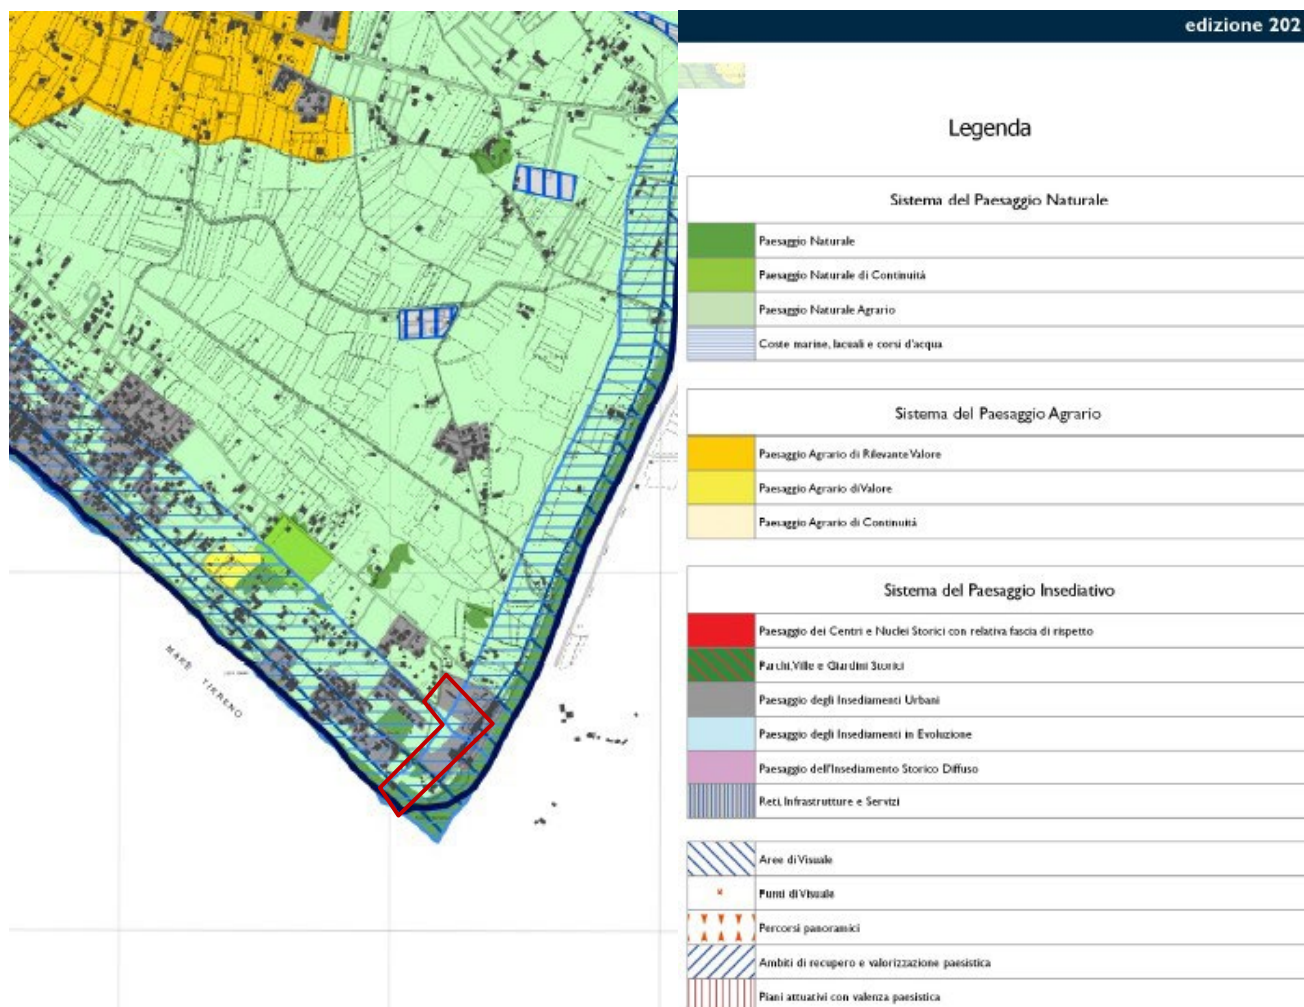 edizione 202
Legenda
Sistema del Paesaggio Naturale
Paesaggio Naturale
Paesaggio Naturale di Continuità
Paesaggio Naturale Agrario
Coste marine, lacuali e corsi d'acqua
Sistema del Paesaggio Agrario
Paesaggio Agrario di Rilevante Valore
Paesaggio Agrario di Valore
Paesaggio Agrario di Continuità
Sistema del Paesaggio Insediativo
Paesaggio dei Centri e Nuclei Storici con relativa fascia di rispetto
Parchi, Ville e Giardini Storici
Paesaggio degli Insediamenti Urbani
Paesaggio degli Insediamenti in Evoluzione
Paesaggio dell'Insediamento Storico Diffuso
Reti, Infrastrutture e Servizi
Aree di Visuale
Punti di Visuale
Percorsi panoramici
Ambiti di recupero e valorizzazione paesistica
Piani attuativi con valenza paesistica
MARE TIRRENO